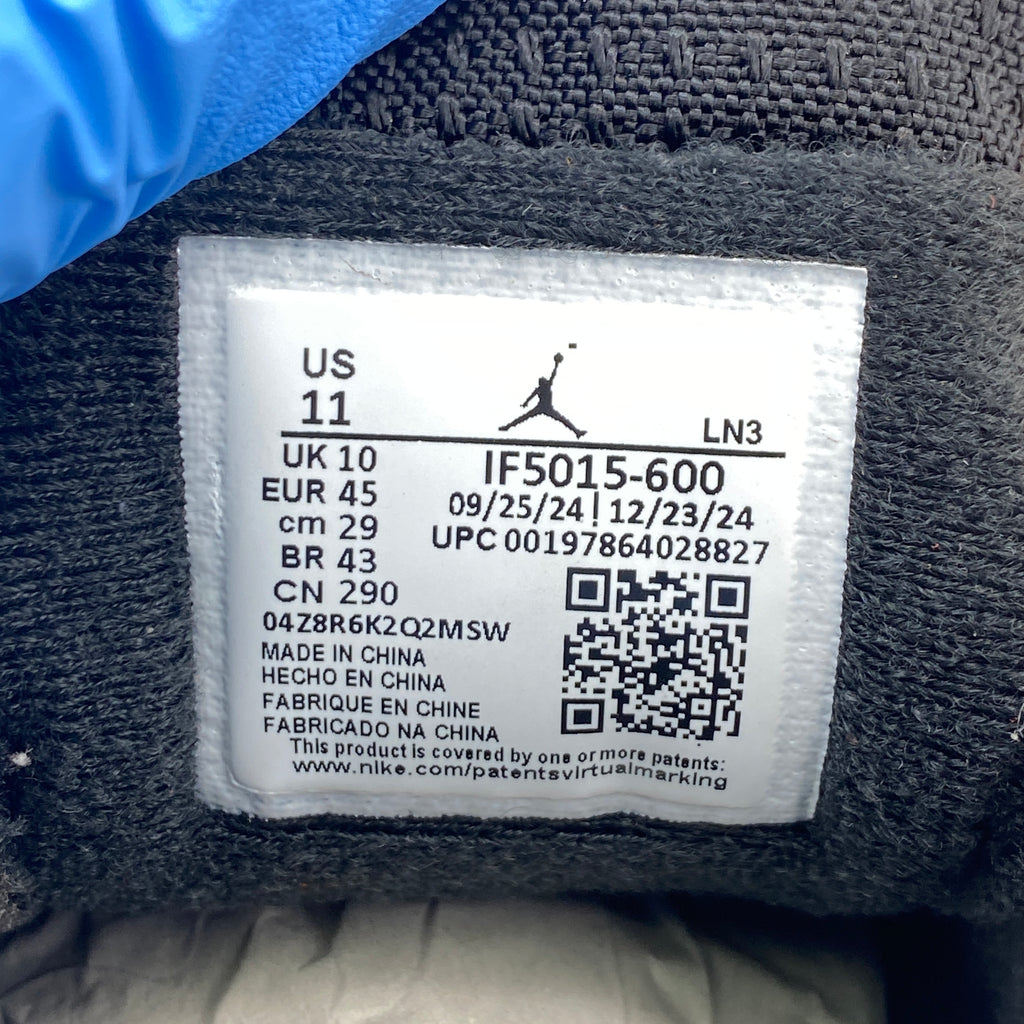 US
11
LN3
UK 10
EUR 45
cm 29
BR 43
CN 290
IF5015-600
09/25/24 | 12/23/24
UPC 00197864028827
04Z8R6K2Q2MSW
MADE IN CHINA
HECHO EN CHINA
FABRIQUE EN CHINE
FABRICADO NA CHINA
This product is covered by one or more patents:
www.nike.com/patentsvirtualmarking